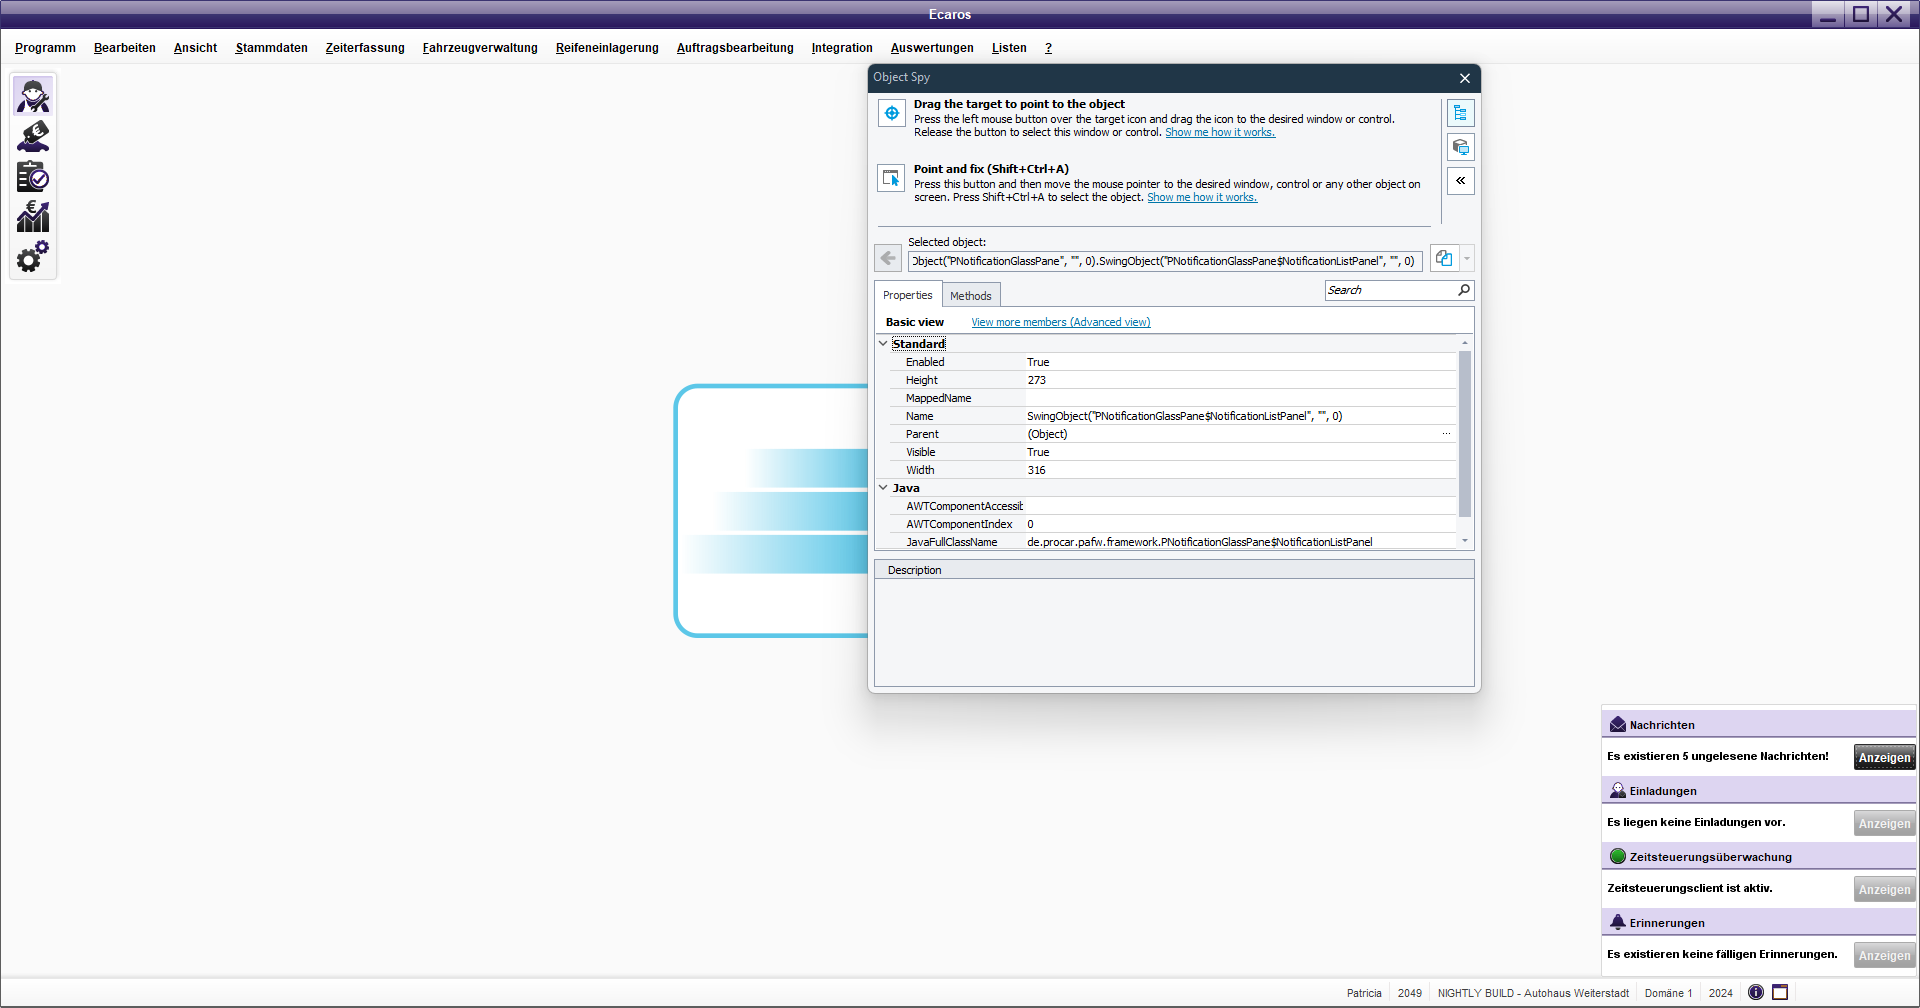 Ecaros
Programm Bearbeiten Ansicht Stammdaten Zeiterfassung Fahrzeugverwaltung Reifeneinlagerung Auftragsbearbeitung Integration Auswertungen Listen ?
Object Spy
Drag the target to point to the object
Press the left mouse button over the target icon and drag the icon to the desired window or control.
Release the button to select this window or control. Show me how it works.
Point and fix (Shift+Ctrl+A)
Press this button and then move the mouse pointer to the desired window, control or any other object on
screen. Press Shift+Ctrl+A to select the object. Show me how it works.
Selected object:
Object("PNotificationGlassPane", "", 0).SwingObject("PNotificationGlassPane$NotificationListPanel", "", 0)
Properties Methods Search
Basic view View more members (Advanced view)
Standard
Enabled True
Height 273
MappedName
Name SwingObject("PNotificationGlassPane$NotificationListPanel", "", 0)
Parent (Object) ...
Visible True
Width 316
Java
AWTComponentAccessib
AWTComponentIndex 0
JavaFullClassName de.procar.pafw.framework.PNotificationGlassPane$NotificationListPanel
Description
Nachrichten
Es existieren 5 ungelesene Nachrichten! Anzeigen
Einladungen
Es liegen keine Einladungen vor. Anzeigen
Zeitsteuerungsüberwachung
Zeitsteuerungsclient ist aktiv. Anzeigen
Erinnerungen
Es existieren keine fälligen Erinnerungen. Anzeigen
Patricia 2049 NIGHTLY BUILD - Autohaus Weiterstadt Domäne 1 2024